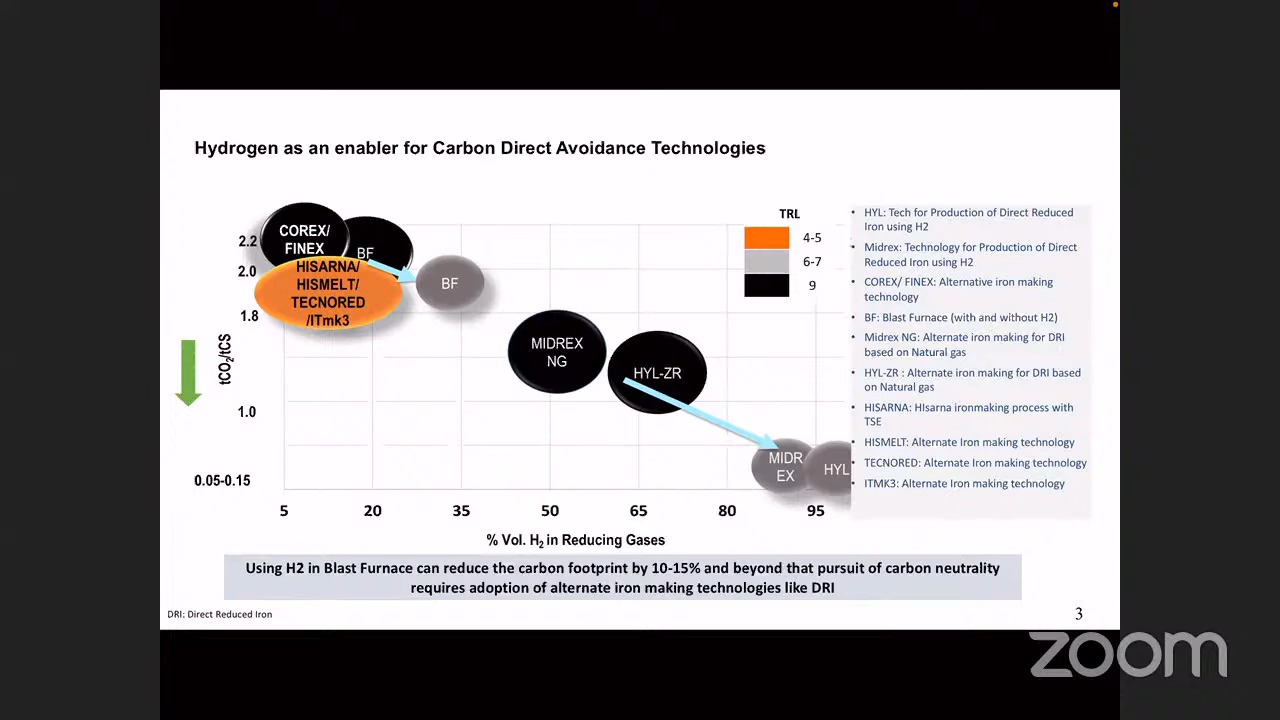 Hydrogen as an enabler for Carbon Direct Avoidance Technologies
COREX/
FINEX
BF
HISARNA/
HISMELT/
TECNORED
/ITmk3
BF
MIDREX
NG
HYL-ZR
MIDR
EX
HYL
TRL
4-5
6-7
9
2.2
2.0
1.8
1.0
0.05-0.15
tCO2/tCS
5 20 35 50 65 80 95
% Vol. H2 in Reducing Gases
• HYL: Tech for Production of Direct Reduced
Iron using H2
• Midrex: Technology for Production of Direct
Reduced Iron using H2
• COREX/ FINEX: Alternative iron making
technology
• BF: Blast Furnace (with and without H2)
• Midrex NG: Alternate iron making for DRI
based on Natural gas
• HYL-ZR : Alternate iron making for DRI based
on Natural gas
• HISARNA: HIsarna ironmaking process with
TSE
• HISMELT: Alternate Iron making technology
• TECNORED: Alternate Iron making technology
• ITMK3: Alternate Iron making technology
Using H2 in Blast Furnace can reduce the carbon footprint by 10-15% and beyond that pursuit of carbon neutrality
requires adoption of alternate iron making technologies like DRI
DRI: Direct Reduced Iron
3
zoom